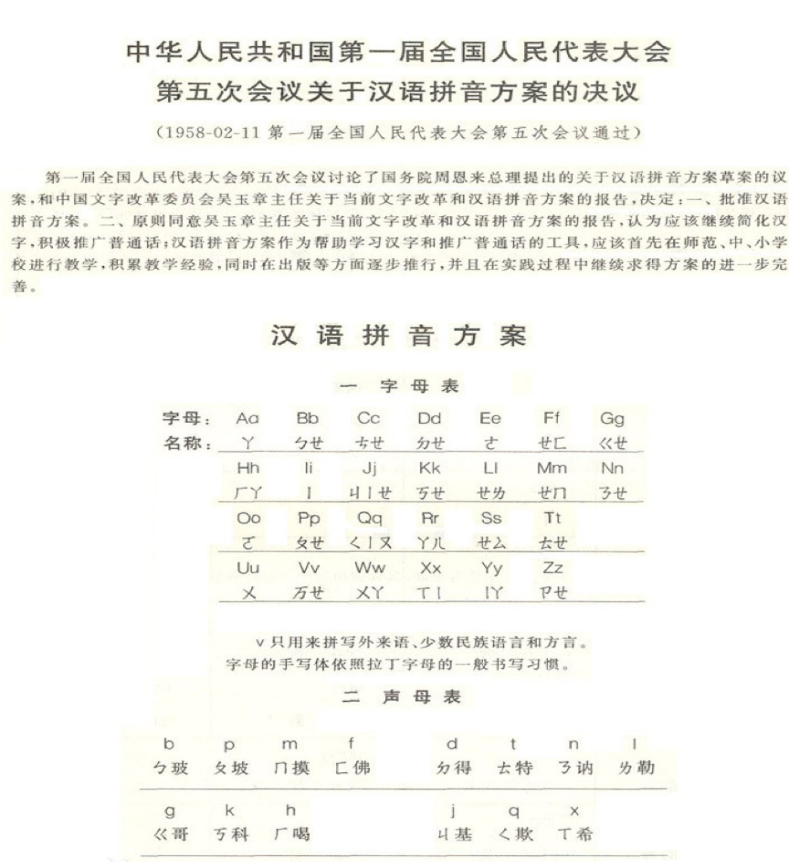 中华人民共和国第一届全国人民代表大会
第五次会议关于汉语拼音方案的决议
（1958-02-11 第一届全国人民代表大会第五次会议通过）
第一届全国人民代表大会第五次会议讨论了国务院周恩来总理提出的关于汉语拼音方案草案的议
案,和中国文字改革委员会吴玉章主任关于当前文字改革和汉语拼音方案的报告,决定:一、批准汉语
拼音方案。二、原则同意吴玉章主任关于当前文字改革和汉语拼音方案的报告,认为应该继续简化汉
字,积极推广普通话;汉语拼音方案作为帮助学习汉字和推广普通话的工具,应该首先在师范、中、小学
校进行教学,积累教学经验,同时在出版等方面逐步推行,并且在实践过程中继续求得方案的进一步完
善。
汉语拼音方案
一 字母表
字母: Aa Bb Cc Dd Ee Ff Gg
名称: ㄚ ㄅㄝ ㄘㄝ ㄉㄝ ㄜ ㄝㄈ ㄍㄝ
Hh Ii Jj Kk Ll Mm Nn
ㄏㄚ ㄧ ㄐㄧㄝ ㄎㄝ ㄝㄌ ㄝㄇ ㄋㄝ
Oo Pp Qq Rr Ss Tt
ㄛ ㄆㄝ ㄑㄧㄡ ㄚㄦ ㄝㄙ ㄊㄝ
Uu Vv Ww Xx Yy Zz
ㄨ ㄪㄝ ㄨㄚ ㄒㄧ ㄧㄚ ㄗㄝ
v 只用来拼写外来语、少数民族语言和方言。
字母的手写体依照拉丁字母的一般书写习惯。
二 声母表
b p m f d t n l
ㄅ玻 ㄆ坡 ㄇ摸 ㄈ佛 ㄉ得 ㄊ特 ㄋ讷 ㄌ勒
g k h j q x
ㄍ哥 ㄎ科 ㄏ喝 ㄐ基 ㄑ欺 ㄒ希